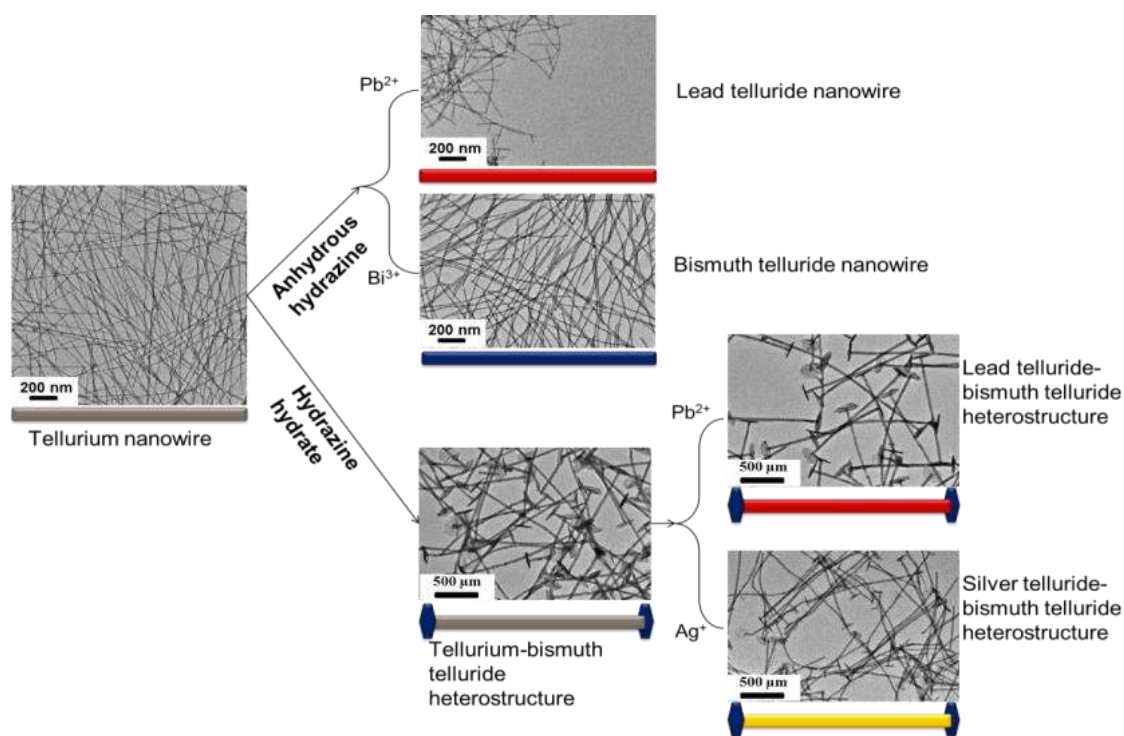 Pb²⁺
200 nm
Lead telluride nanowire
Anhydrous
hydrazine
Bi³⁺
200 nm
Bismuth telluride nanowire
200 nm
Tellurium nanowire
Hydrazine
hydrate
500 µm
Tellurium-bismuth
telluride
heterostructure
Pb²⁺
500 µm
Lead telluride-
bismuth telluride
heterostructure
Ag⁺
500 µm
Silver telluride-
bismuth telluride
heterostructure